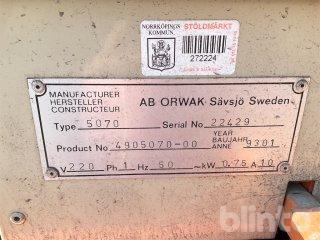 NORRKÖPINGS
KOMMUN
STÖLDMÄRKT
272224
MANUFACTURER
HERSTELLER
CONSTRUCTEUR
AB ORWAK Sävsjö Sweden
Type 5070 Serial No 22429
Product No 4905070-00 YEAR BAUJAHR ANNE 9301
V 220 Ph 1 Hz 50 ~kW 0,75 A 10
blinto